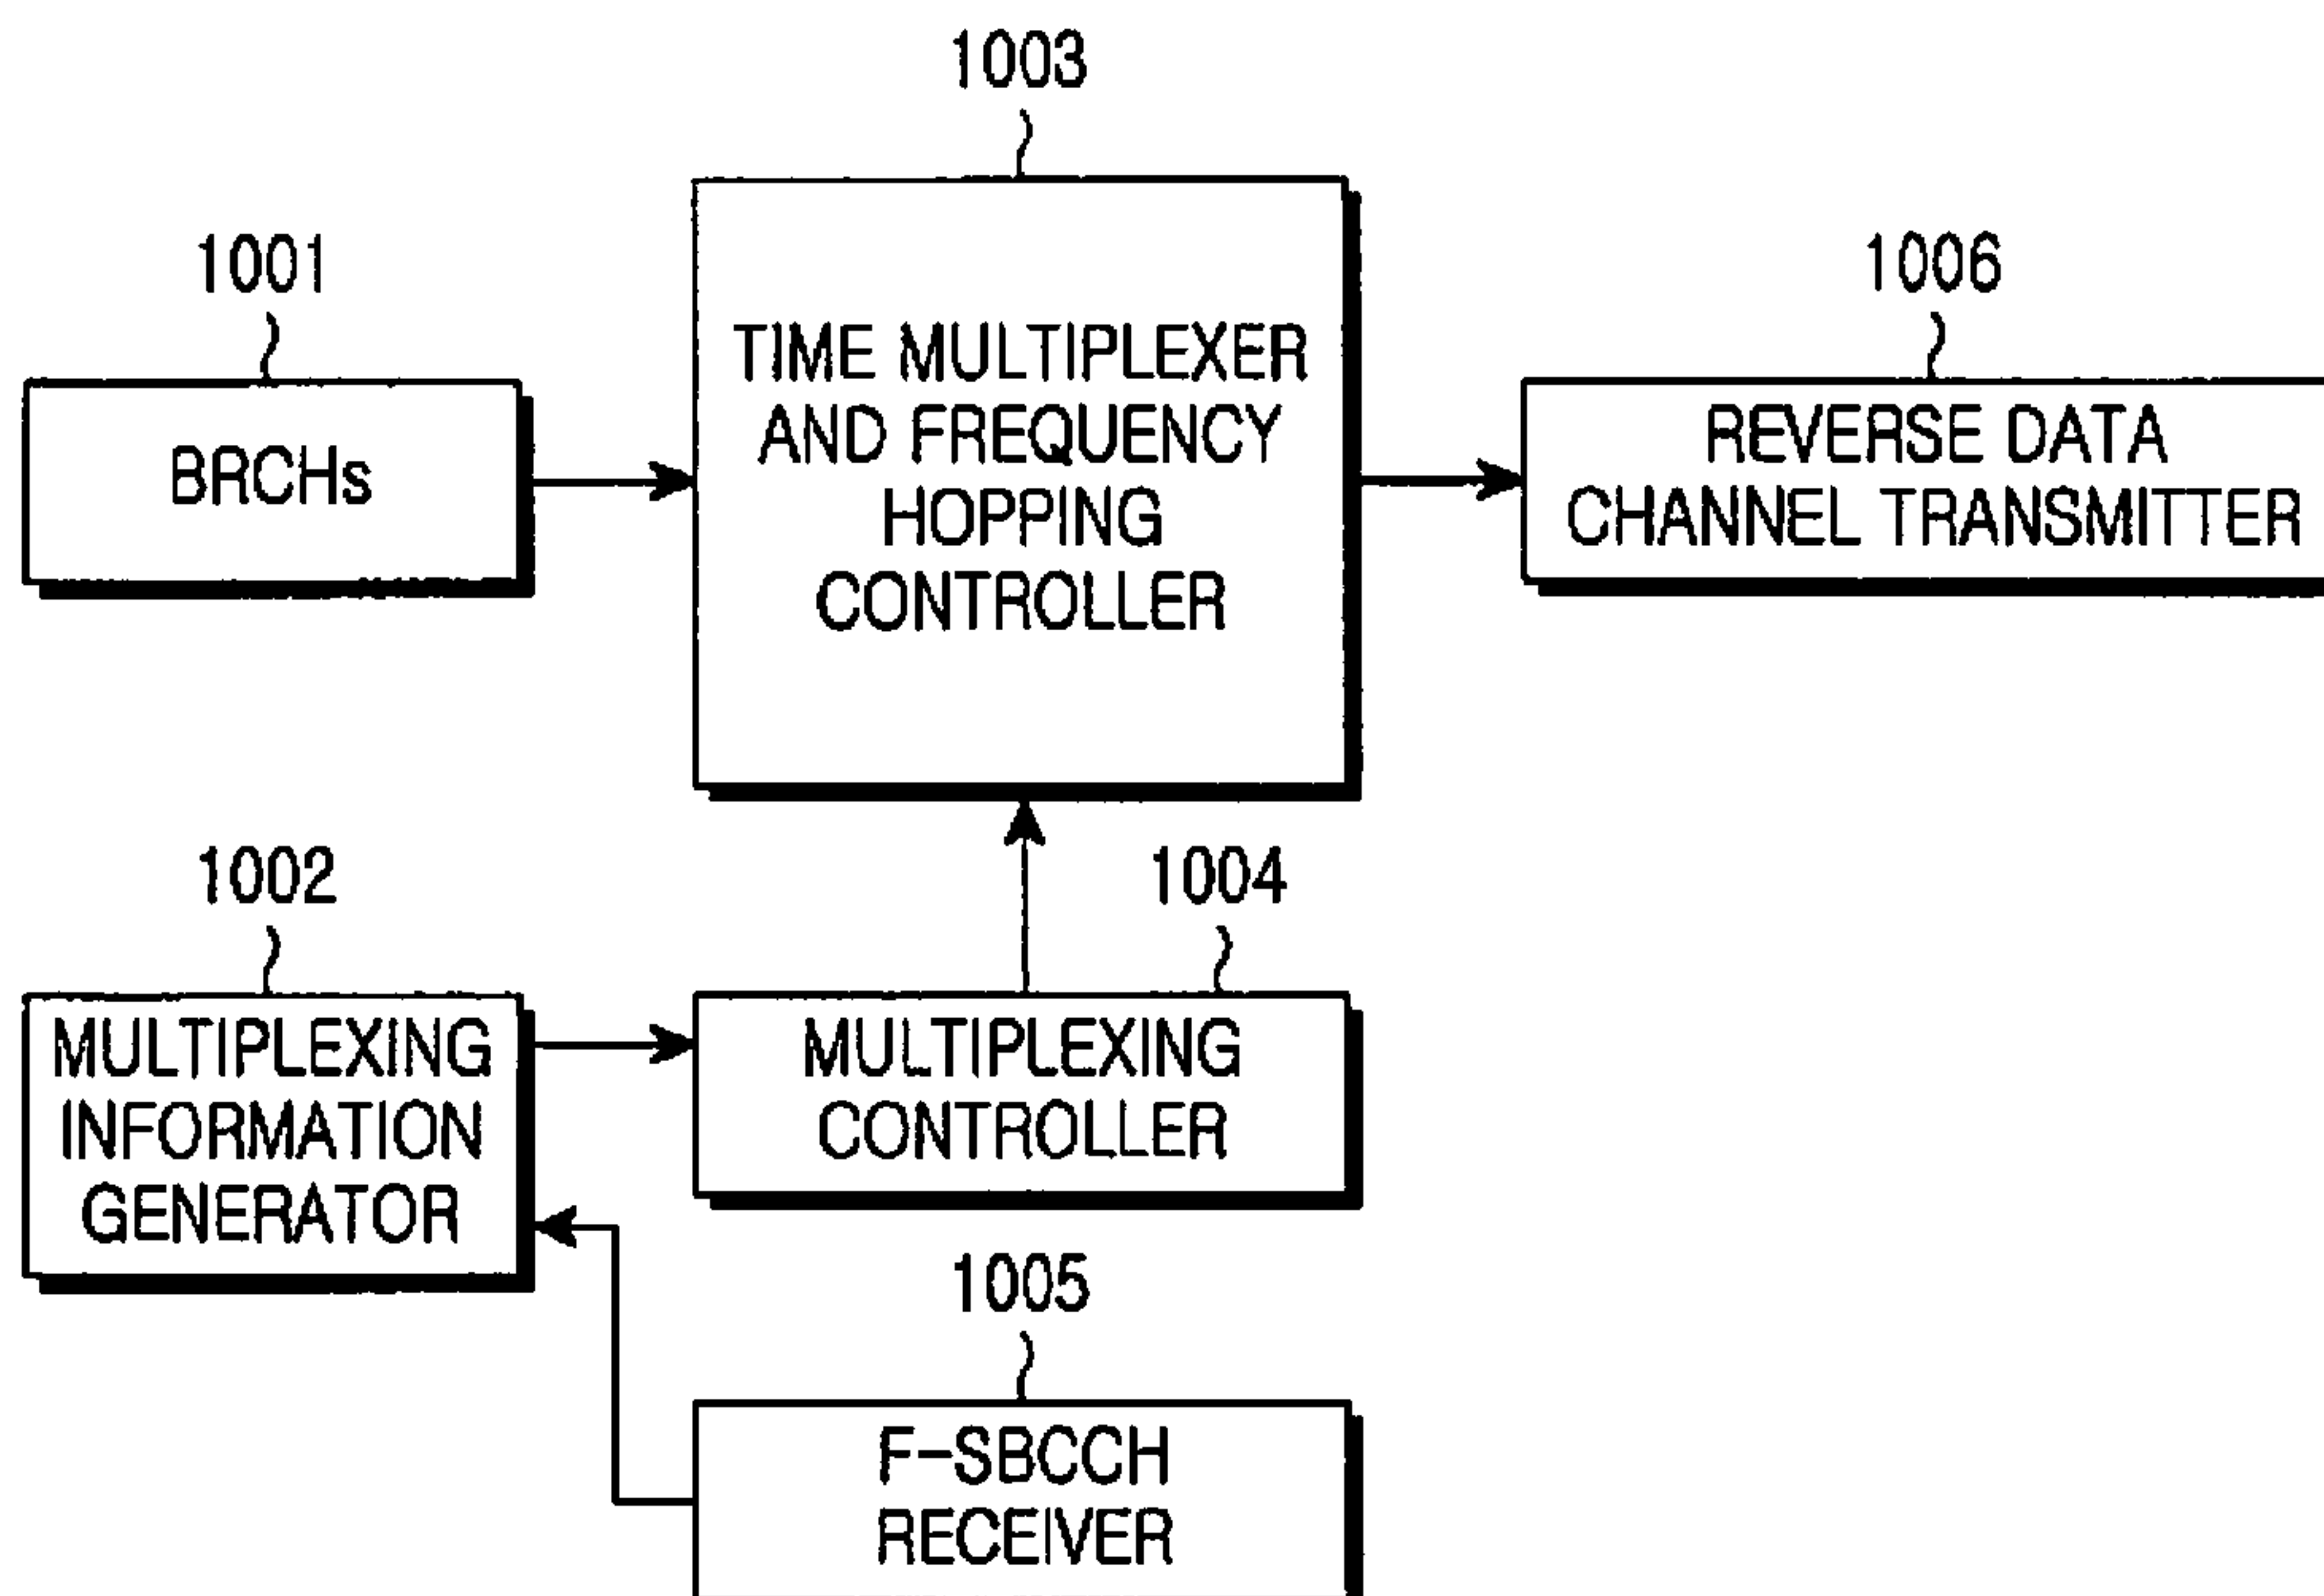 1003
1001
1006
TIME MULTIPLEXER
AND FREQUENCY
HOPPING
CONTROLLER
BRCHs
REVERSE DATA
CHANNEL TRANSMITTER
1002
1004
MULTIPLEXING
INFORMATION
GENERATOR
MULTIPLEXING
CONTROLLER
1005
F-SBCCH
RECEIVER